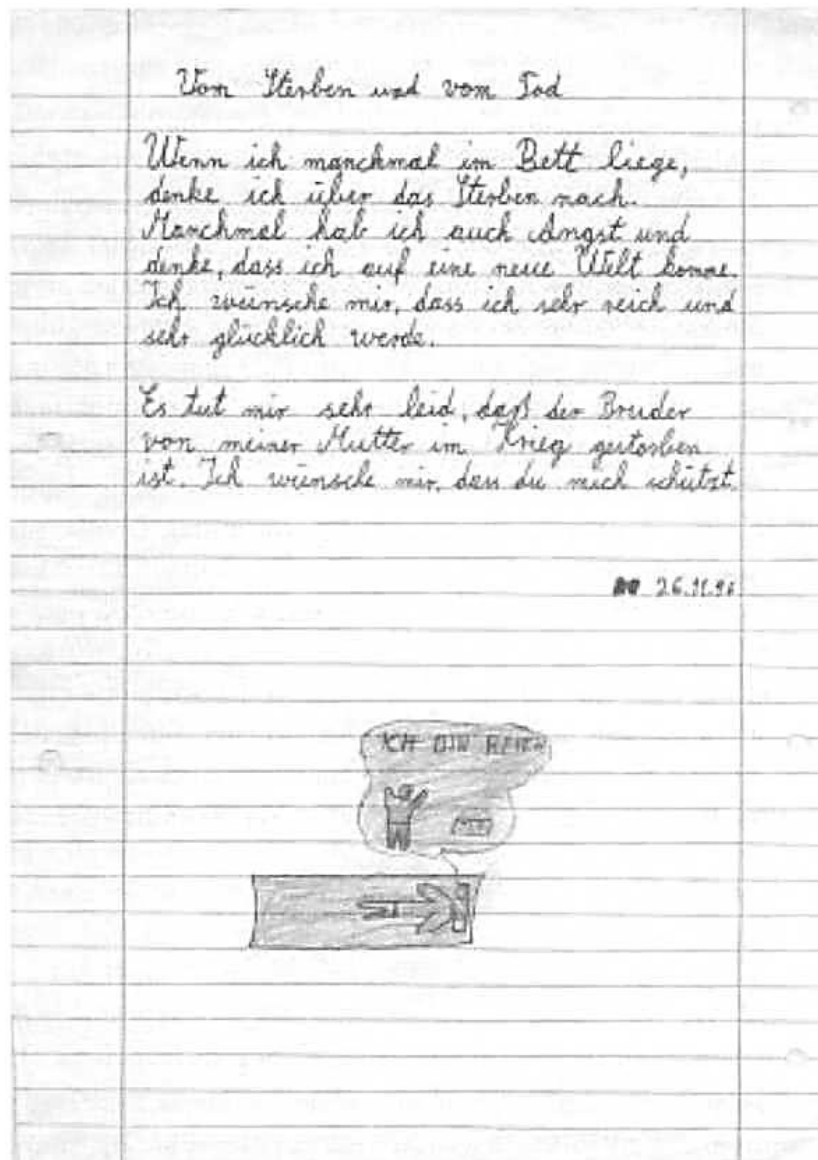 Vom Sterben und vom Tod
Wenn ich manchmal im Bett liege,
denke ich über das Sterben nach.
Manchmal hab ich auch Angst und
denke, dass ich auf eine neue Welt komme.
Ich wünsche mir, dass ich sehr reich und
sehr glücklich werde.
Es tut mir sehr leid, daß der Bruder
von meiner Mutter im Krieg gestorben
ist. Ich wünsche mir, dass du mich schützt.
26.11.96
ICH BIN REICH